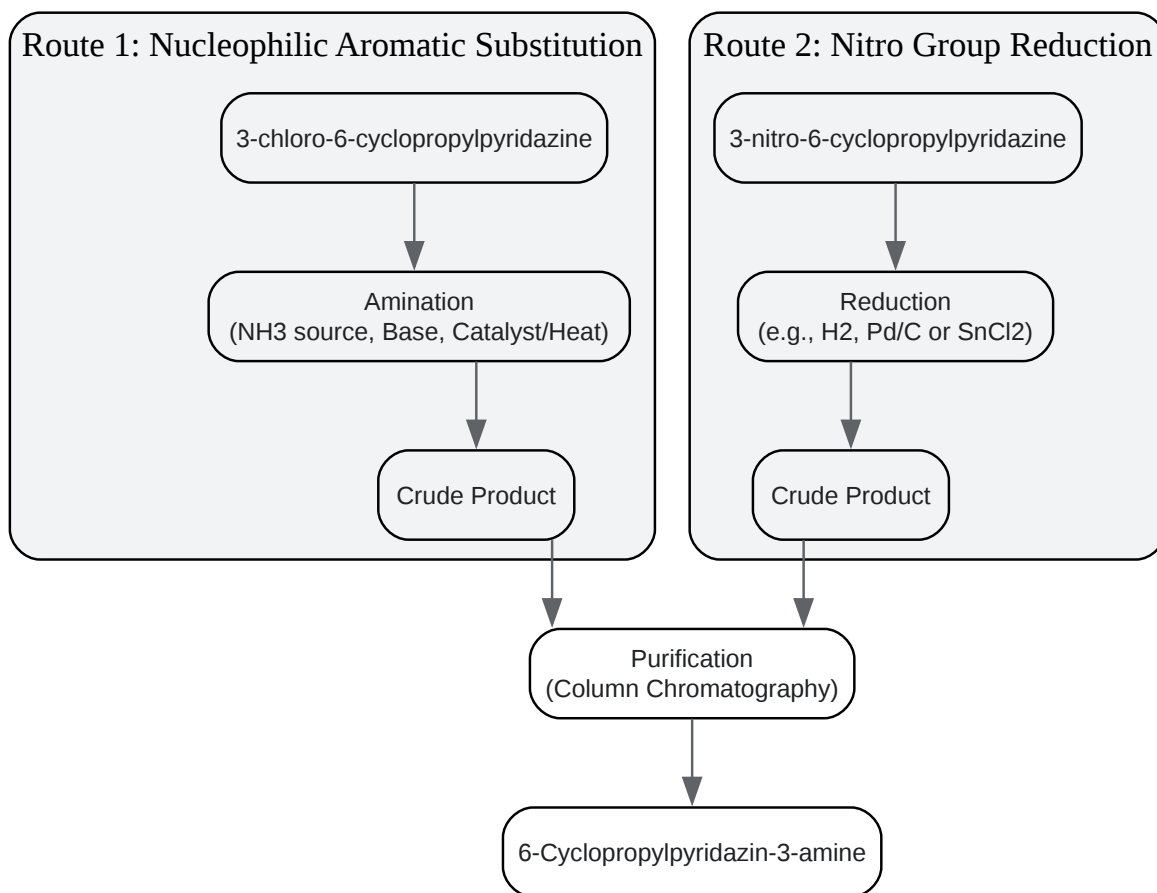 Route 1: Nucleophilic Aromatic Substitution
3-chloro-6-cyclopropylpyridazine
Amination
(NH3 source, Base, Catalyst/Heat)
Crude Product
Route 2: Nitro Group Reduction
3-nitro-6-cyclopropylpyridazine
Reduction
(e.g., H2, Pd/C or SnCl2)
Crude Product
Purification
(Column Chromatography)
6-Cyclopropylpyridazin-3-amine